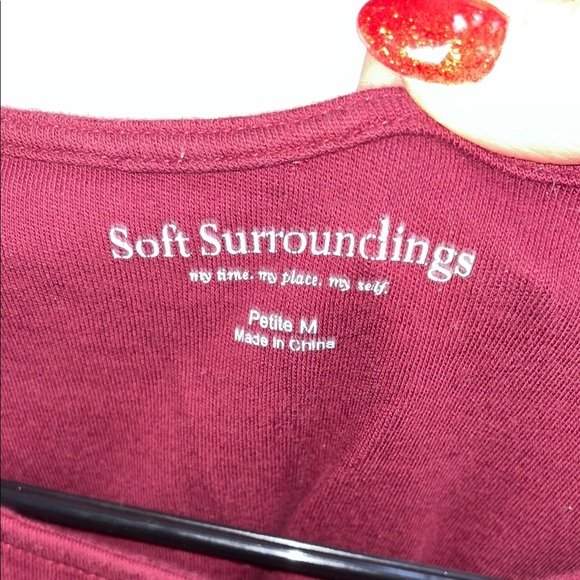 Soft Surroundings
my time. my place. my self.
Petite M
Made in China